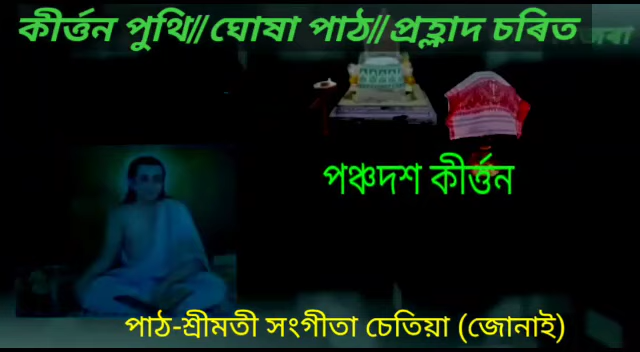 কীৰ্ত্তন পুথি//ঘোষা পাঠ//প্ৰহ্লাদ চৰিত
পঞ্চদশ কীৰ্ত্তন
পাঠ-শ্ৰীমতী সংগীতা চেতিয়া (জোনাই)